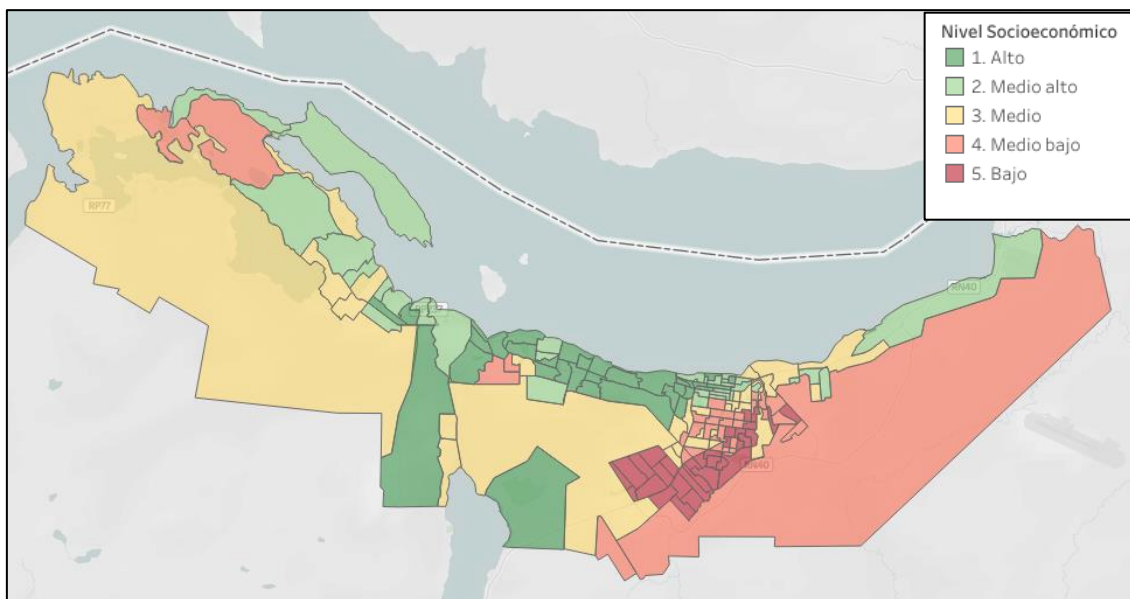 Nivel Socioeconómico
1. Alto
2. Medio alto
3. Medio
4. Medio bajo
5. Bajo
RP77
RN40
RN40